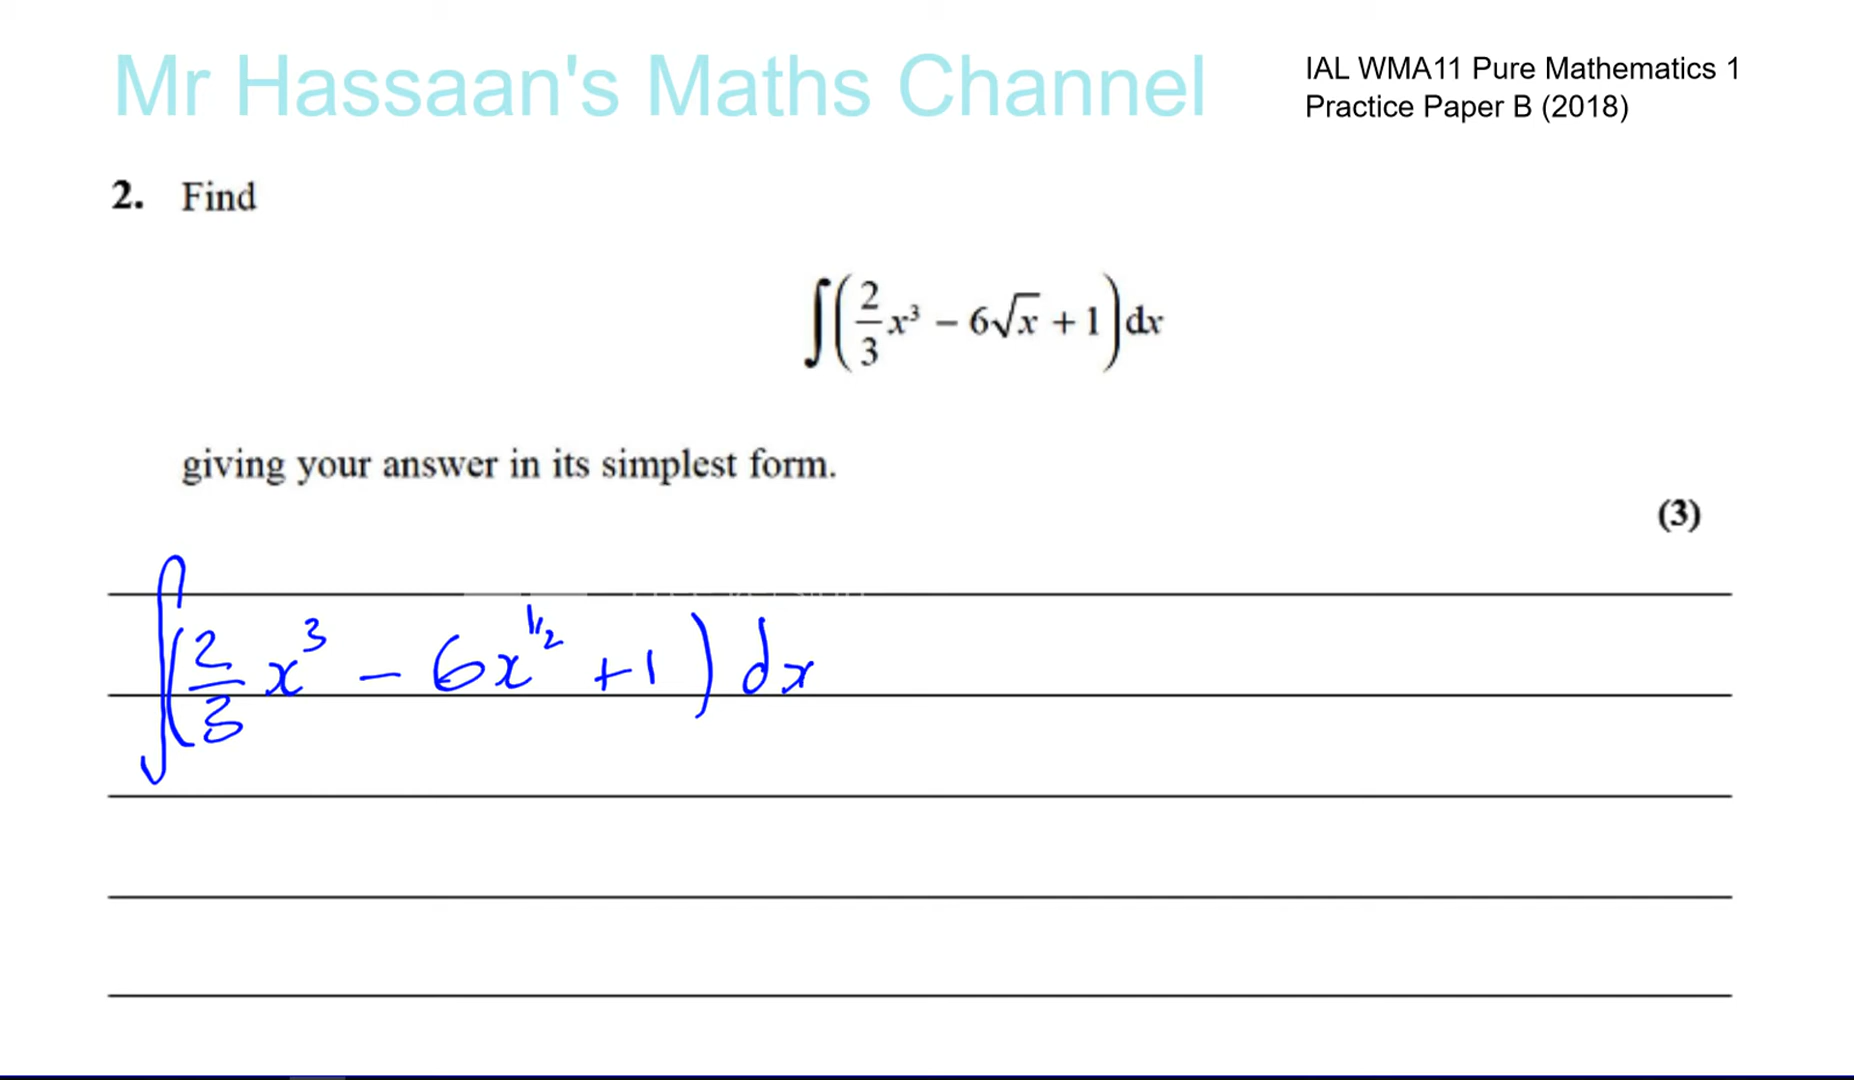 Mr Hassaan's Maths Channel
IAL WMA11 Pure Mathematics 1
Practice Paper B (2018)
2. Find
∫(2/3 x³ − 6√x + 1)dx
giving your answer in its simplest form.
(3)
∫(2/3 x³ − 6x^1/2 + 1) dx